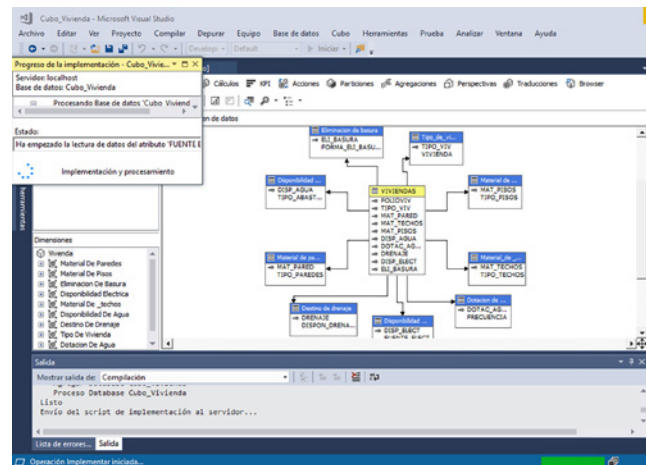 Cubo_Vivienda - Microsoft Visual Studio
Archivo Editar Ver Proyecto Compilar Depurar Equipo Base de datos Cubo Herramientas Prueba Analizar Ventana Ayuda
Default Iniciar
Progreso de la implementación - Cubo_Vivie...
Servidor: localhost
Base de datos: Cubo_Vivienda
Procesando Base de datos 'Cubo_Viviend
Estado:
Ha empezado la lectura de datos del atributo 'FUENTE E
Implementación y procesamiento
Cálculos KPI Acciones Particiones Agregaciones Perspectivas Traducciones Browser
en de datos
Herramientas
Eliminacion de basura
ELI_BASURA
FORMA_ELI_BASU...
Tipo_de_vi...
TIPO_VIV
VIVIENDA
Disponibilidad ...
DISP_AGUA
TIPO_ABAST...
VIVIENDAS
FOLIOVIV
TIPO_VIV
MAT_PARED
MAT_TECHOS
MAT_PISOS
DISP_AGUA
DOTAC_AG...
DRENAJE
DISP_ELECT
ELI_BASURA
Material de ...
MAT_PISOS
TIPO_PISOS
Material de pa...
MAT_PARED
TIPO_PAREDES
Material_de_...
MAT_TECHOS
TIPO_TECHOS
Destino de drenaje
DRENAJE
DISPON_DRENA...
Disponibilidad ...
DISP_ELECT
Dotacion de ...
DOTAC_AG...
FRECUENCIA
Dimensiones
Vivenda
Material De Paredes
Material De Pisos
Eliminacion De Basura
Disponibilidad Electrica
Material De _techos
Disponibilidad De Agua
Destino De Drenaje
Tipo De Vivienda
Dotacion De Agua
Salida
Mostrar salida de: Compilación
Proceso Database Cubo_Vivienda
Listo
Envío del script de implementación al servidor...
Lista de errores... Salida
Operación Implementar iniciada...